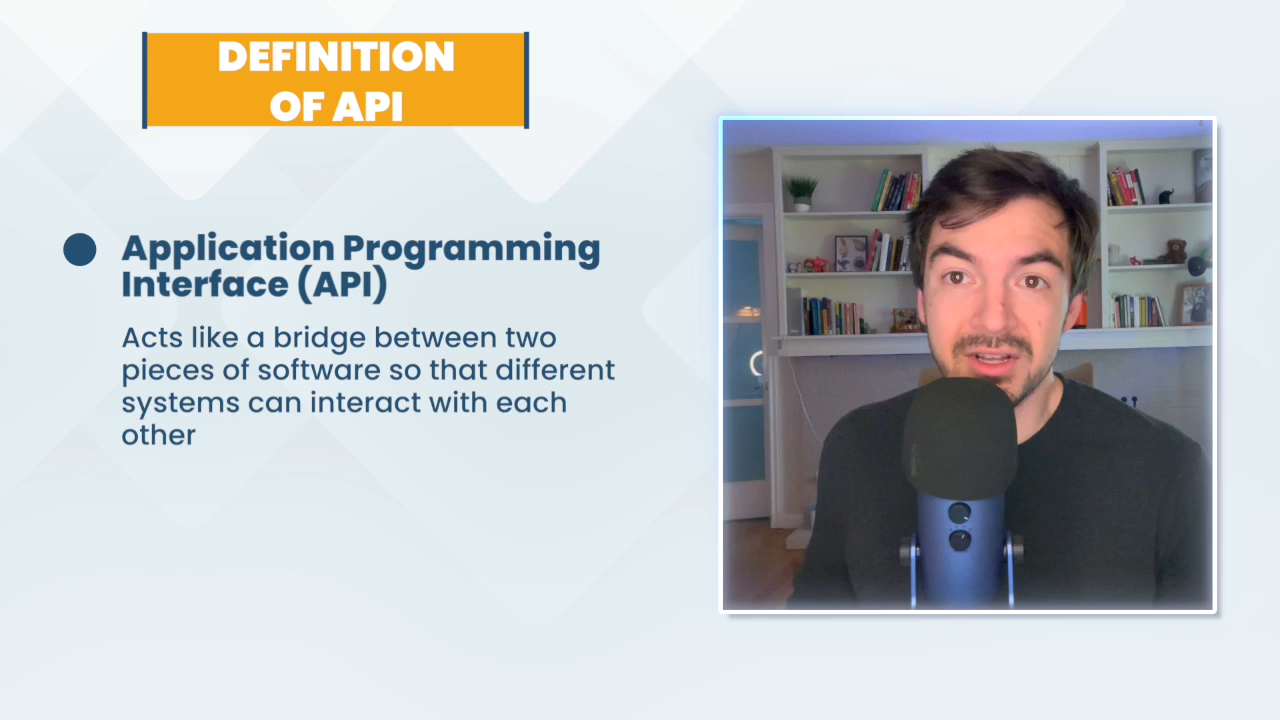 DEFINITION
OF API
Application Programming
Interface (API)
Acts like a bridge between two
pieces of software so that different
systems can interact with each
other